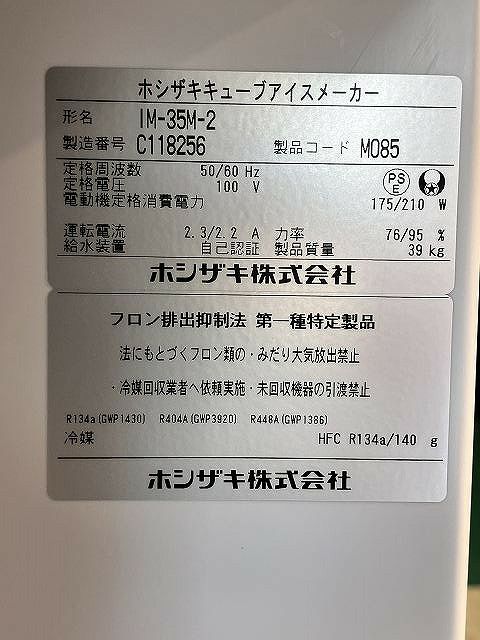 ホシザキキューブアイスメーカー
形名 IM-35M-2
製造番号 C118256 製品コード M085
定格周波数 50/60 Hz
定格電圧 100 V
電動機定格消費電力 175/210 W
PS
E
運転電流 2.3/2.2 A 力率 76/95 %
給水装置 自己認証 製品質量 39 kg
ホシザキ株式会社
フロン排出抑制法 第一種特定製品
法にもとづくフロン類の・みだり大気放出禁止
・冷媒回収業者へ依頼実施・未回収機器の引渡禁止
R134a(GWP1430) R404A(GWP3920) R448A(GWP1386)
冷媒 HFC R134a/140 g
ホシザキ株式会社